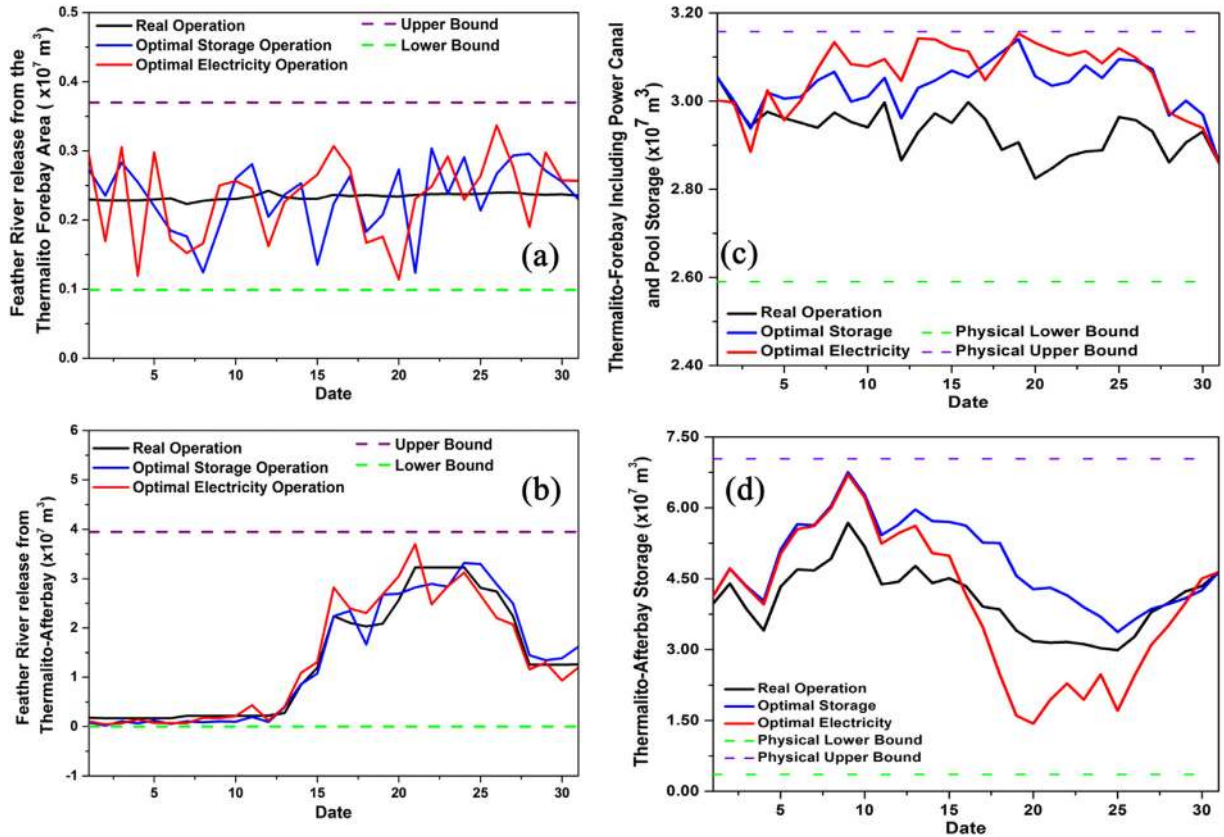 (a)
Real Operation
Optimal Storage Operation
Optimal Electricity Operation
Upper Bound
Lower Bound
Feather River release from the
Thermalito Forebay Area ( x10⁷ m³)
0.5
0.4
0.3
0.2
0.1
0.0
5 10 15 20 25 30
Date
(c)
Thermalito-Forebay Including Power Canal
and Pool Storage (x10⁷ m³)
3.20
3.00
2.80
2.60
2.40
Real Operation
Optimal Storage
Optimal Electricity
Physical Lower Bound
Physical Upper Bound
5 10 15 20 25 30
Date
(b)
Real Operation
Optimal Storage Operation
Optimal Electricity Operation
Upper Bound
Lower Bound
Feather River release from
Thermalito-Afterbay (x10⁷ m³)
6
5
4
3
2
1
0
-1
5 10 15 20 25 30
Date
(d)
Thermalito-Afterbay Storage (x10⁷ m³)
7.50
6.00
4.50
3.00
1.50
0.00
Real Operation
Optimal Storage
Optimal Electricity
Physical Lower Bound
Physical Upper Bound
5 10 15 20 25 30
Date